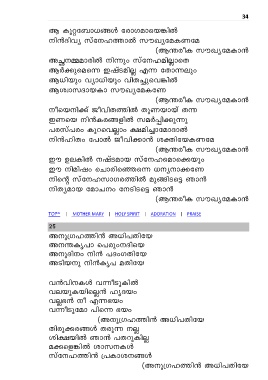 34
ആ കുറ്റബോധങ്ങൾ രോഗമായെങ്കിൽ
നിൻദിവ്യ സ്നേഹത്താൽ സൗഖ്യമേകണമേ
(ആന്തരീക സൗഖ്യമേകാൻ
അച്ഛനമ്മമാരിൽ നിന്നും സ്നേഹമില്ലാതെ
ആർക്കുമെന്നെ ഇഷ്ടമില്ല എന്ന തോന്നലും
ആധിയും വ്യാധിയും വിതച്ചുവെങ്കിൽ
ആശ്വാസദായകാ സൗഖ്യമേകണേ
(ആന്തരീക സൗഖ്യമേകാൻ
നീയെനിക്ക് ജീവിതത്തിൽ തുണയായ് തന്ന
ഇണയെ നിൻകരങ്ങളിൽ സമർപ്പിക്കുന്നു
പരസ്പരം കുറവെല്ലാം ക്ഷമിച്ചാമോദാൽ
നിൻഹിതം പോൽ ജീവിക്കാൻ ശക്തിയേകണമേ
(ആന്തരീക സൗഖ്യമേകാൻ
ഈ ഉലകിൽ നഷ്ടമായ സ്നേഹമൊക്കെയും
ഈ നിമിഷം ചൊരിഞ്ഞെന്നെ ധന്യനാക്കണേ
നിന്റെ സ്നേഹസാഗരത്തിൽ മുങ്ങിടട്ടെ ഞാൻ
നിത്യമായ മോചനം നേടിടട്ടെ ഞാൻ
(ആന്തരീക സൗഖ്യമേകാൻ
TOP^ | MOTHER MARY | HOLY SPIRIT | ADORATION | PRAISE
25
അനുഗ്രഹത്തിൻ അധിപതിയേ
അനന്തകൃപാ പെരുംനദിയെ
അനുദിനം നിൻ പദംഗതിയേ
അടിയനു നിൻകൃപ മതിയേ
വൻവിനകൾ വന്നീടുകിൽ
വലയുകയില്ലെൻ ഹൃദയം
വല്ലഭൻ നീ എന്നഭയം
വന്നീടുമോ പിന്നെ ഭയം
(അനുഗ്രഹത്തിൻ അധിപതിയേ
തിരുക്കരങ്ങൾ തരുന്ന നല്ല
ശിക്ഷയിൽ ഞാൻ പതറുകില്ല
മക്കളെങ്കിൽ ശാസനകൾ
സ്നേഹത്തിൻ പ്രകാശനങ്ങൾ
(അനുഗ്രഹത്തിൻ അധിപതിയേ